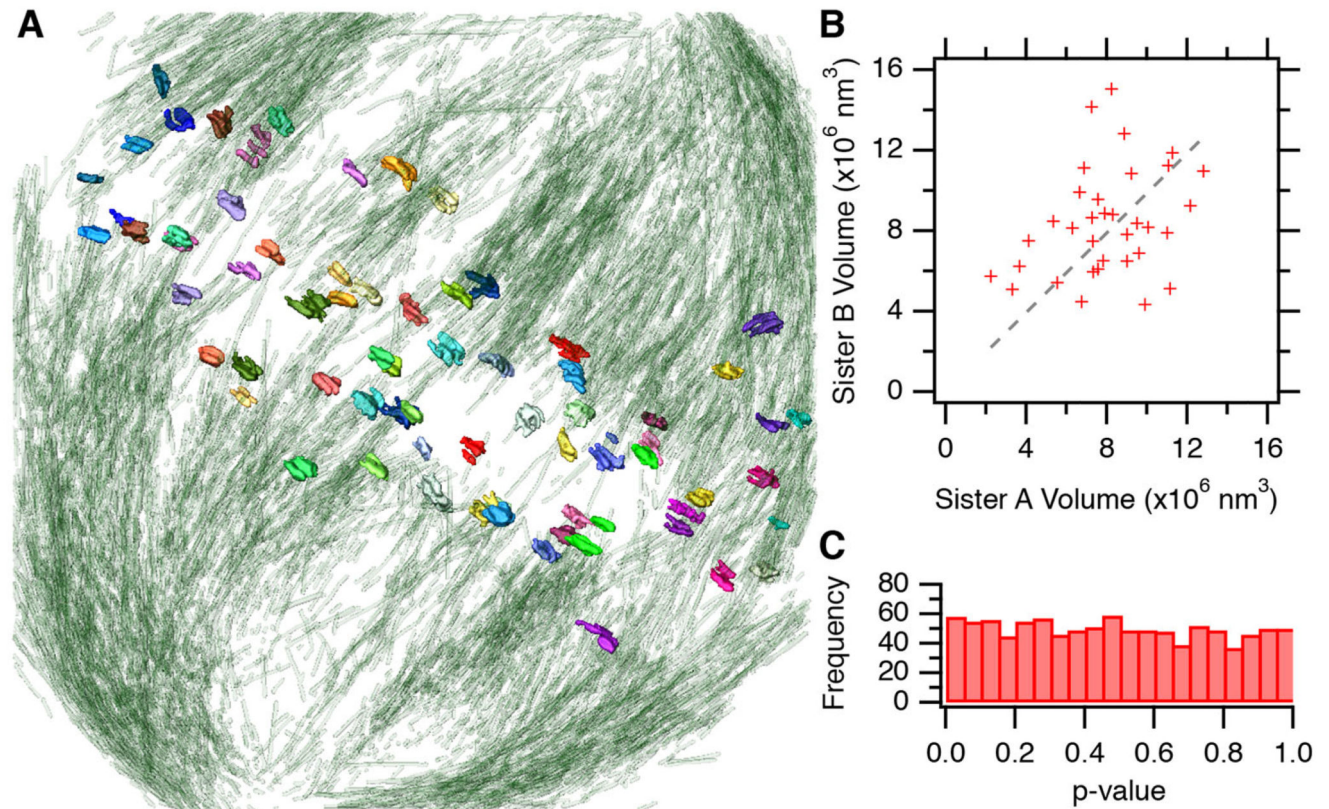 A
B
Sister B Volume (x10⁶ nm³)
16
12
8
4
0
0 4 8 12 16
Sister A Volume (x10⁶ nm³)
C
Frequency
80
60
40
20
0
0.0 0.2 0.4 0.6 0.8 1.0
p-value